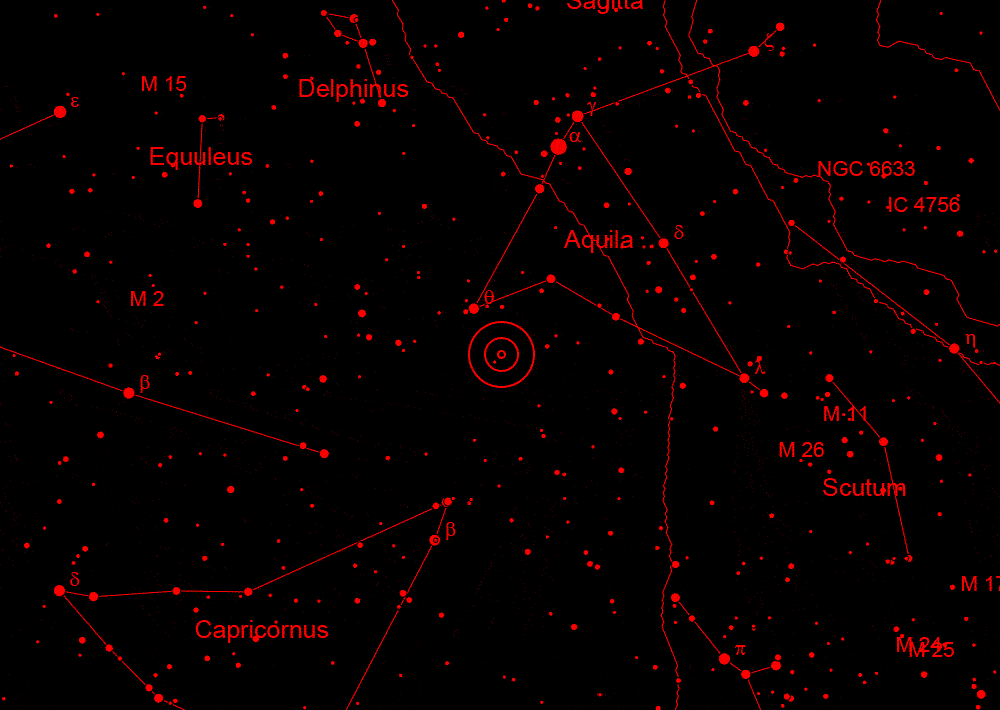 Sagitta
ζ
M 15
ε
Delphinus
γ
α
Equuleus
NGC 6633
IC 4756
Aquila
δ
M 2
θ
η
λ
β
M 11
M 26
Scutum
β
δ
M 17
Capricornus
π
M 24
M 25